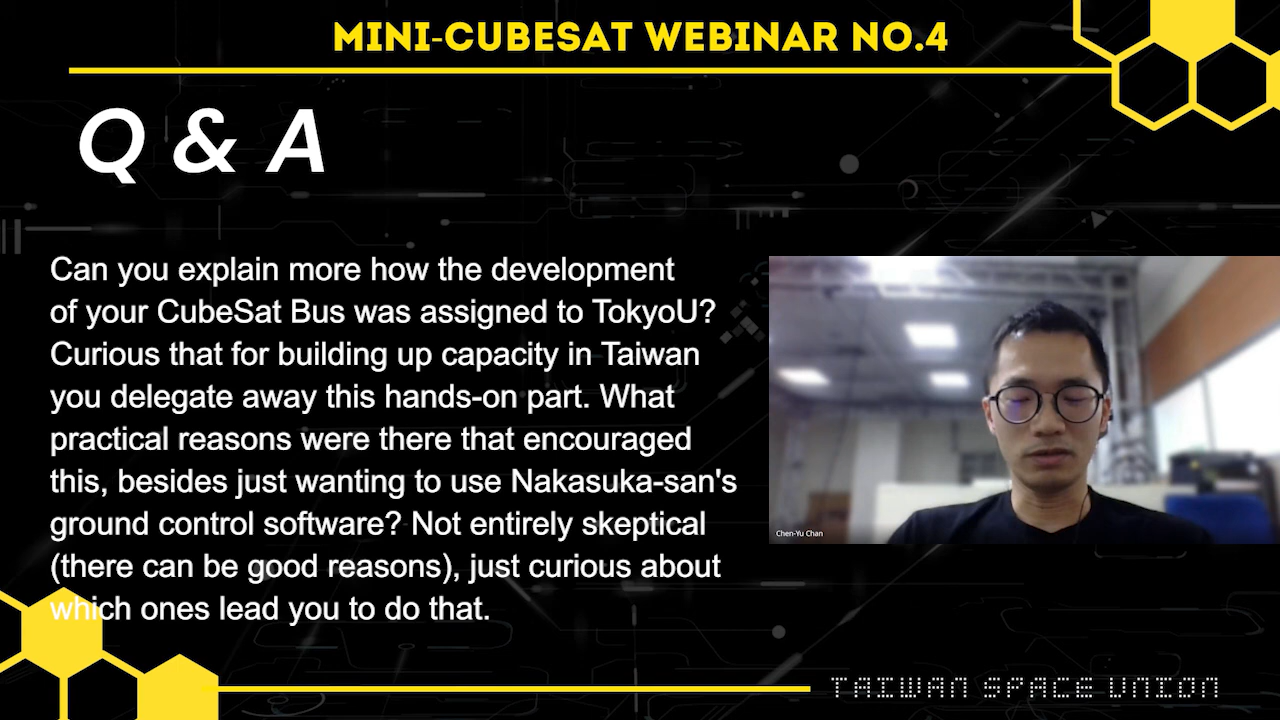 MINI-CUBESAT WEBINAR NO.4
Q & A
Can you explain more how the development
of your CubeSat Bus was assigned to TokyoU?
Curious that for building up capacity in Taiwan
you delegate away this hands-on part. What
practical reasons were there that encouraged
this, besides just wanting to use Nakasuka-san's
ground control software? Not entirely skeptical
(there can be good reasons), just curious about
which ones lead you to do that.
Chen-Yu Chan
TAIWAN SPACE UNION